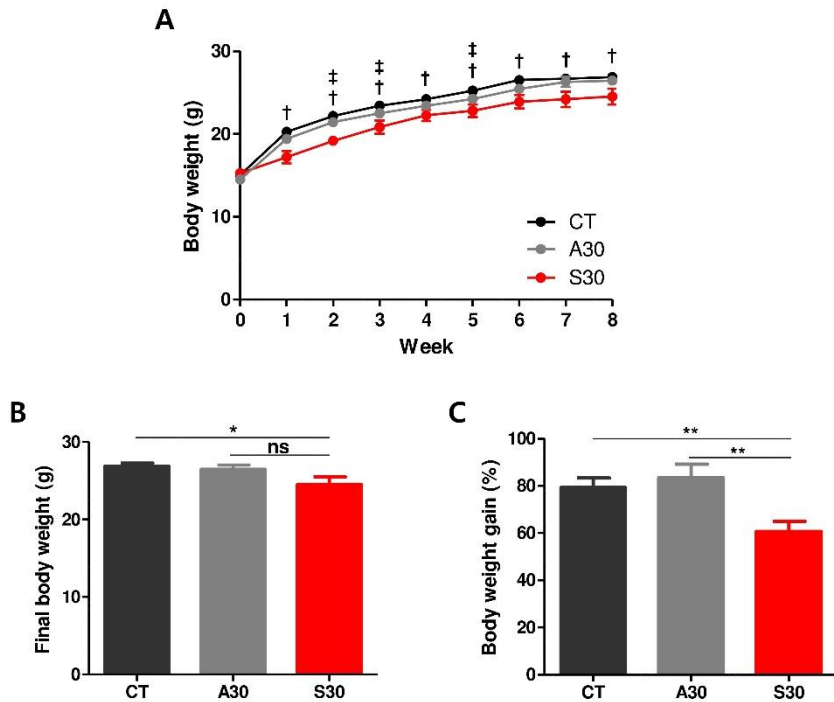 A
Body weight (g)
30
20
10
0
† ‡ † ‡ † † ‡ † † † †
CT
A30
S30
0 1 2 3 4 5 6 7 8
Week
B
Final body weight (g)
30
20
10
0
*
ns
CT A30 S30
C
Body weight gain (%)
100
80
60
40
20
0
**
**
CT A30 S30